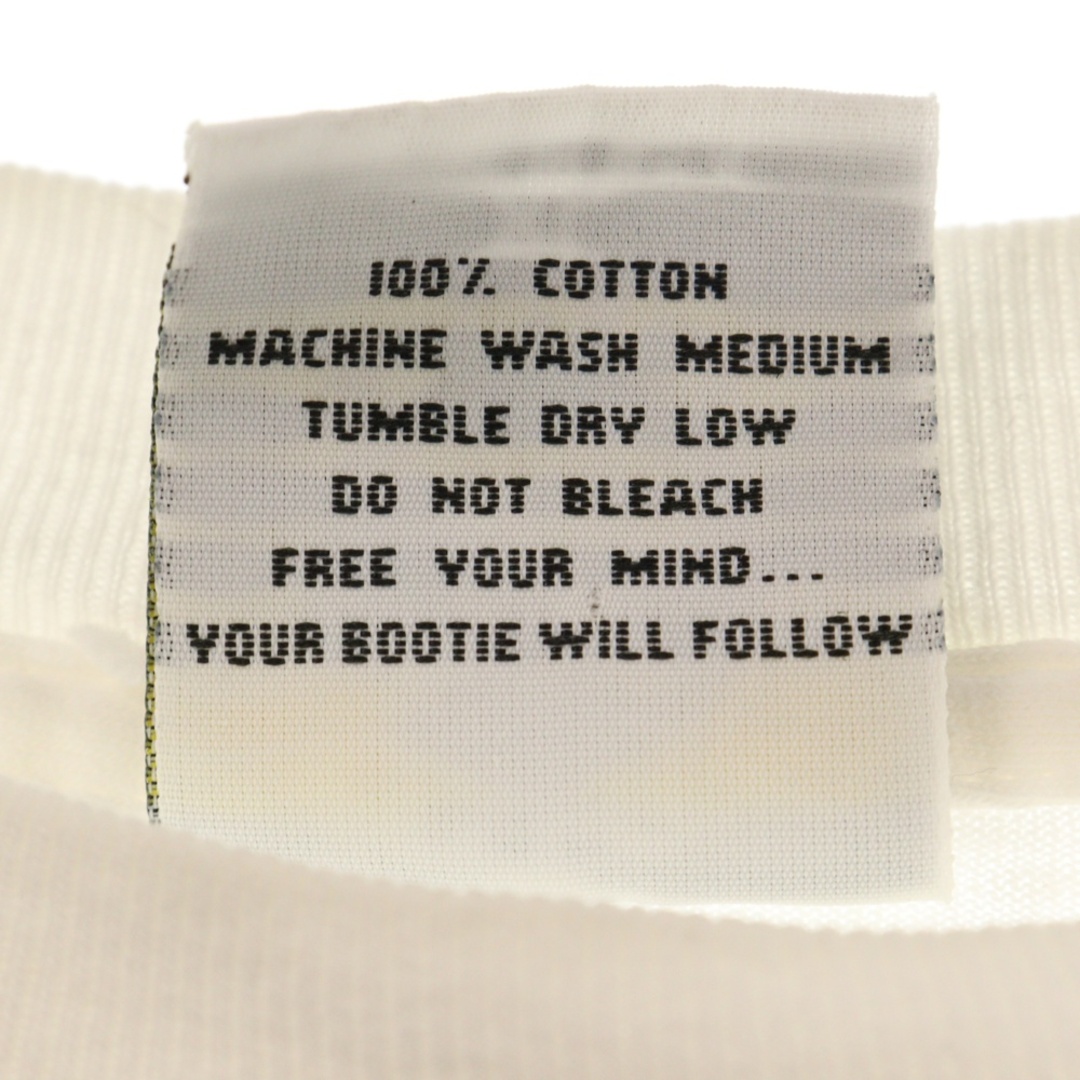 100% COTTON
MACHINE WASH MEDIUM
TUMBLE DRY LOW
DO NOT BLEACH
FREE YOUR MIND...
YOUR BOOTIE WILL FOLLOW